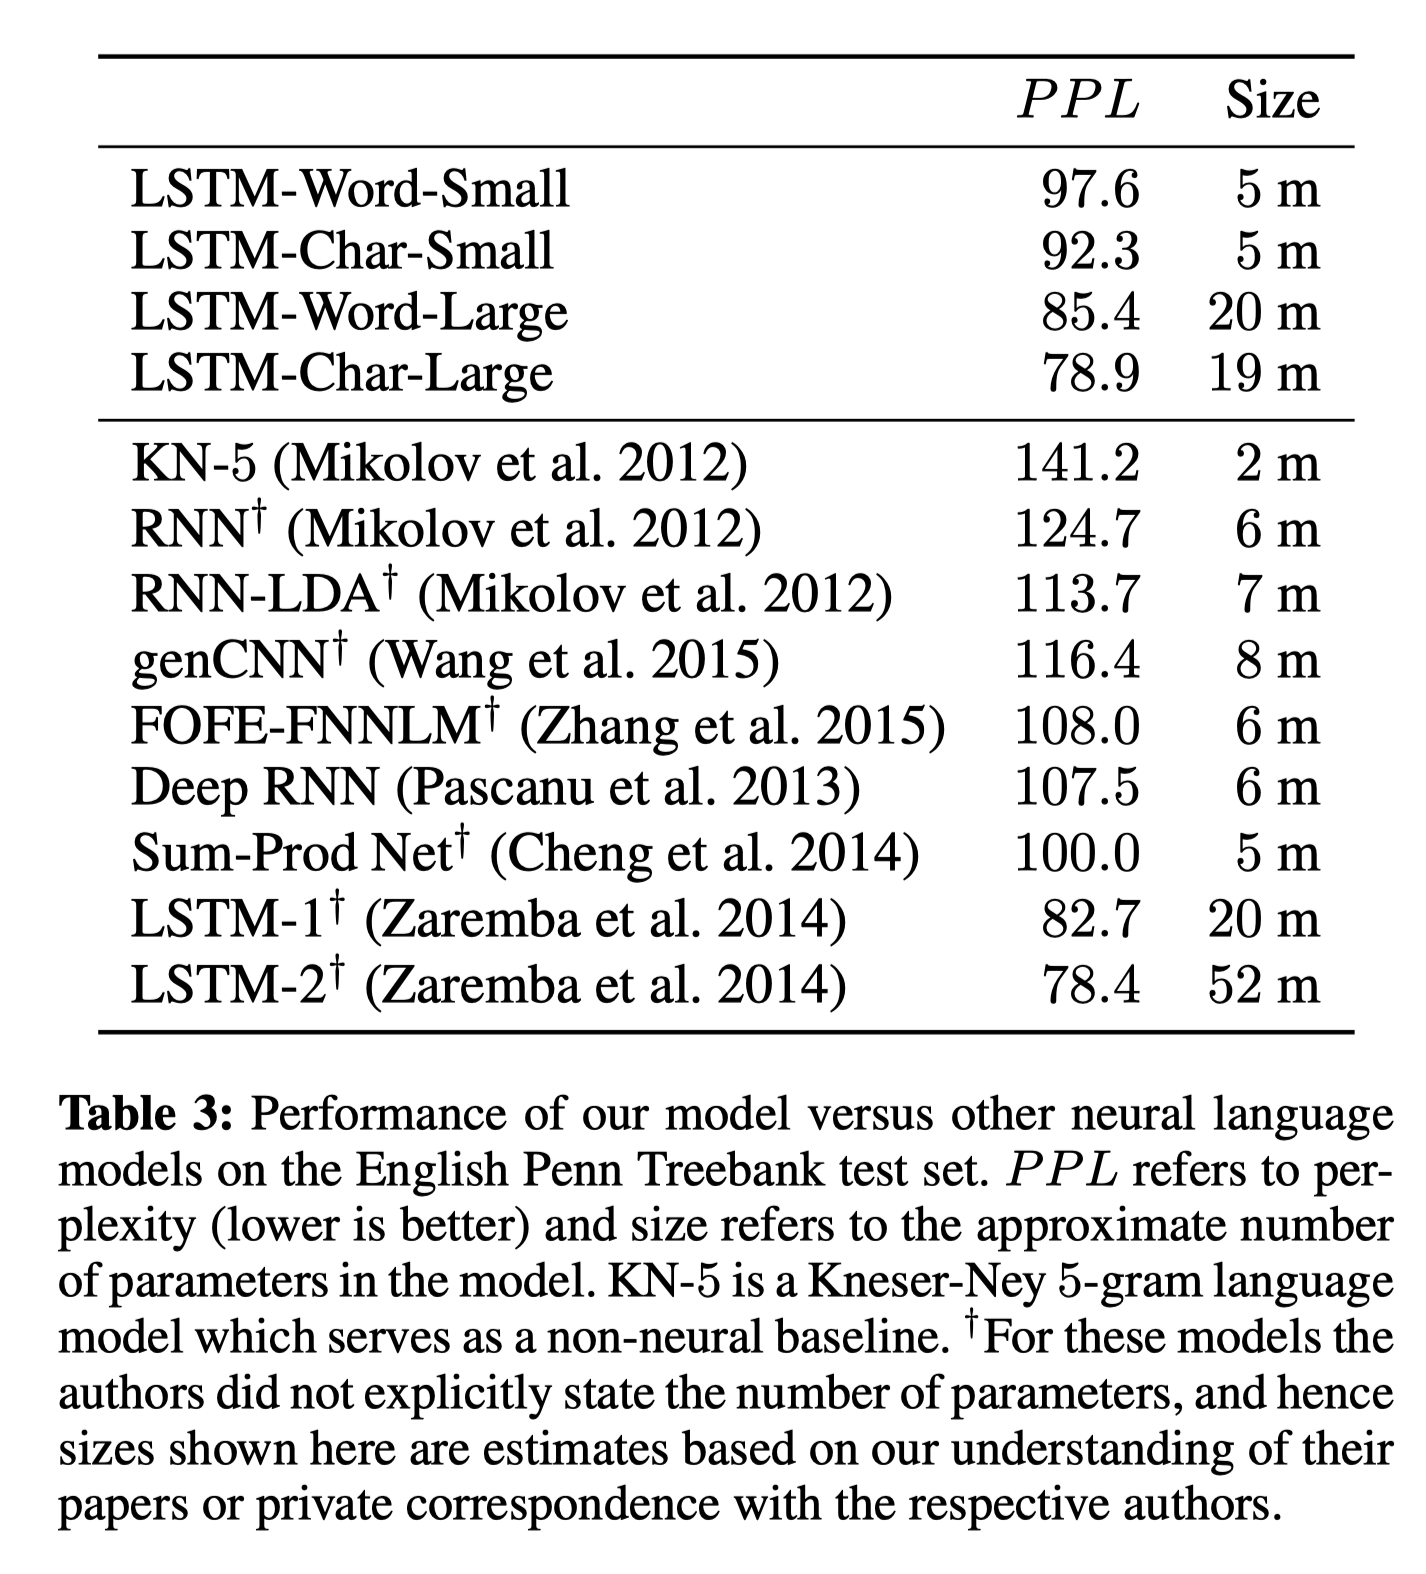 PPL Size
LSTM-Word-Small 97.6 5 m
LSTM-Char-Small 92.3 5 m
LSTM-Word-Large 85.4 20 m
LSTM-Char-Large 78.9 19 m
KN-5 (Mikolov et al. 2012) 141.2 2 m
RNN† (Mikolov et al. 2012) 124.7 6 m
RNN-LDA† (Mikolov et al. 2012) 113.7 7 m
genCNN† (Wang et al. 2015) 116.4 8 m
FOFE-FNNLM† (Zhang et al. 2015) 108.0 6 m
Deep RNN (Pascanu et al. 2013) 107.5 6 m
Sum-Prod Net† (Cheng et al. 2014) 100.0 5 m
LSTM-1† (Zaremba et al. 2014) 82.7 20 m
LSTM-2† (Zaremba et al. 2014) 78.4 52 m
Table 3: Performance of our model versus other neural language
models on the English Penn Treebank test set. PPL refers to per-
plexity (lower is better) and size refers to the approximate number
of parameters in the model. KN-5 is a Kneser-Ney 5-gram language
model which serves as a non-neural baseline. †For these models the
authors did not explicitly state the number of parameters, and hence
sizes shown here are estimates based on our understanding of their
papers or private correspondence with the respective authors.